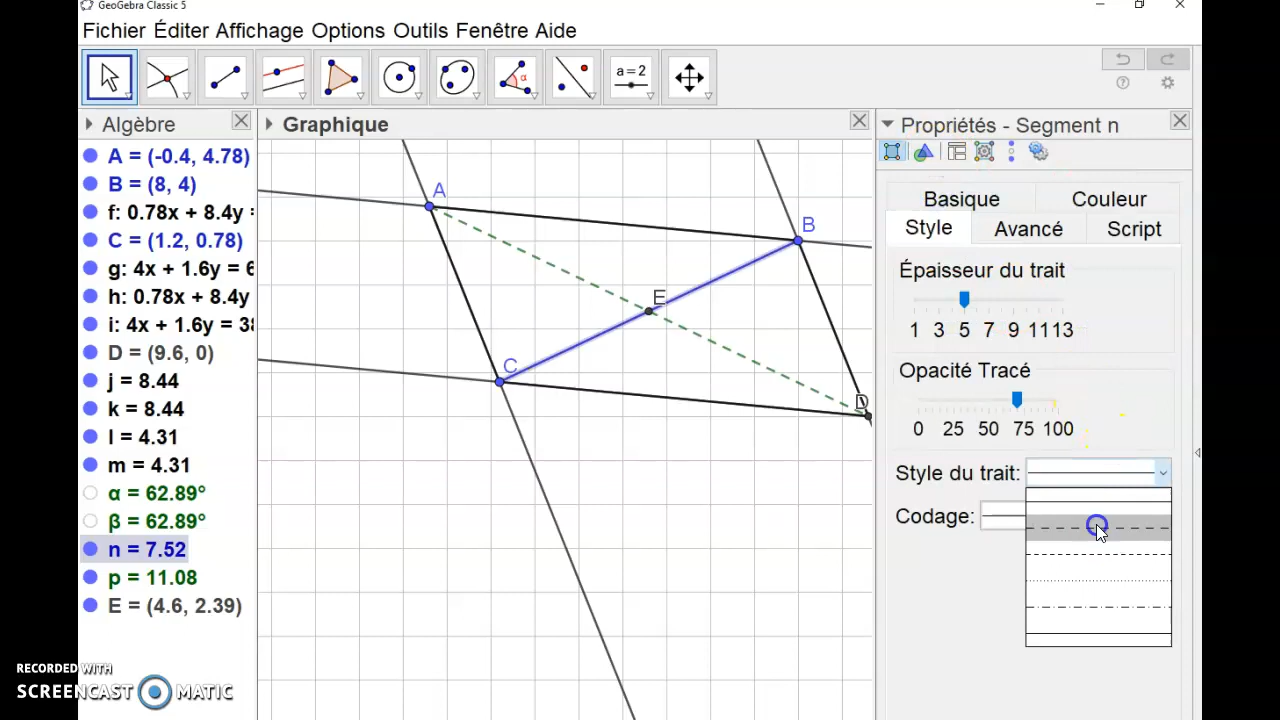 GeoGebra Classic 5
Fichier Éditer Affichage Options Outils Fenêtre Aide
α
a=2
Algèbre
A = (-0.4, 4.78)
B = (8, 4)
f: 0.78x + 8.4y =
C = (1.2, 0.78)
g: 4x + 1.6y = 6
h: 0.78x + 8.4y
i: 4x + 1.6y = 38
D = (9.6, 0)
j = 8.44
k = 8.44
l = 4.31
m = 4.31
α = 62.89°
β = 62.89°
n = 7.52
p = 11.08
E = (4.6, 2.39)
Graphique
A
B
E
C
D
Propriétés - Segment n
Basique Couleur
Style Avancé Script
Épaisseur du trait
1 3 5 7 9 11 13
Opacité Tracé
0 25 50 75 100
Style du trait:
Codage:
RECORDED WITH
SCREENCAST MATIC